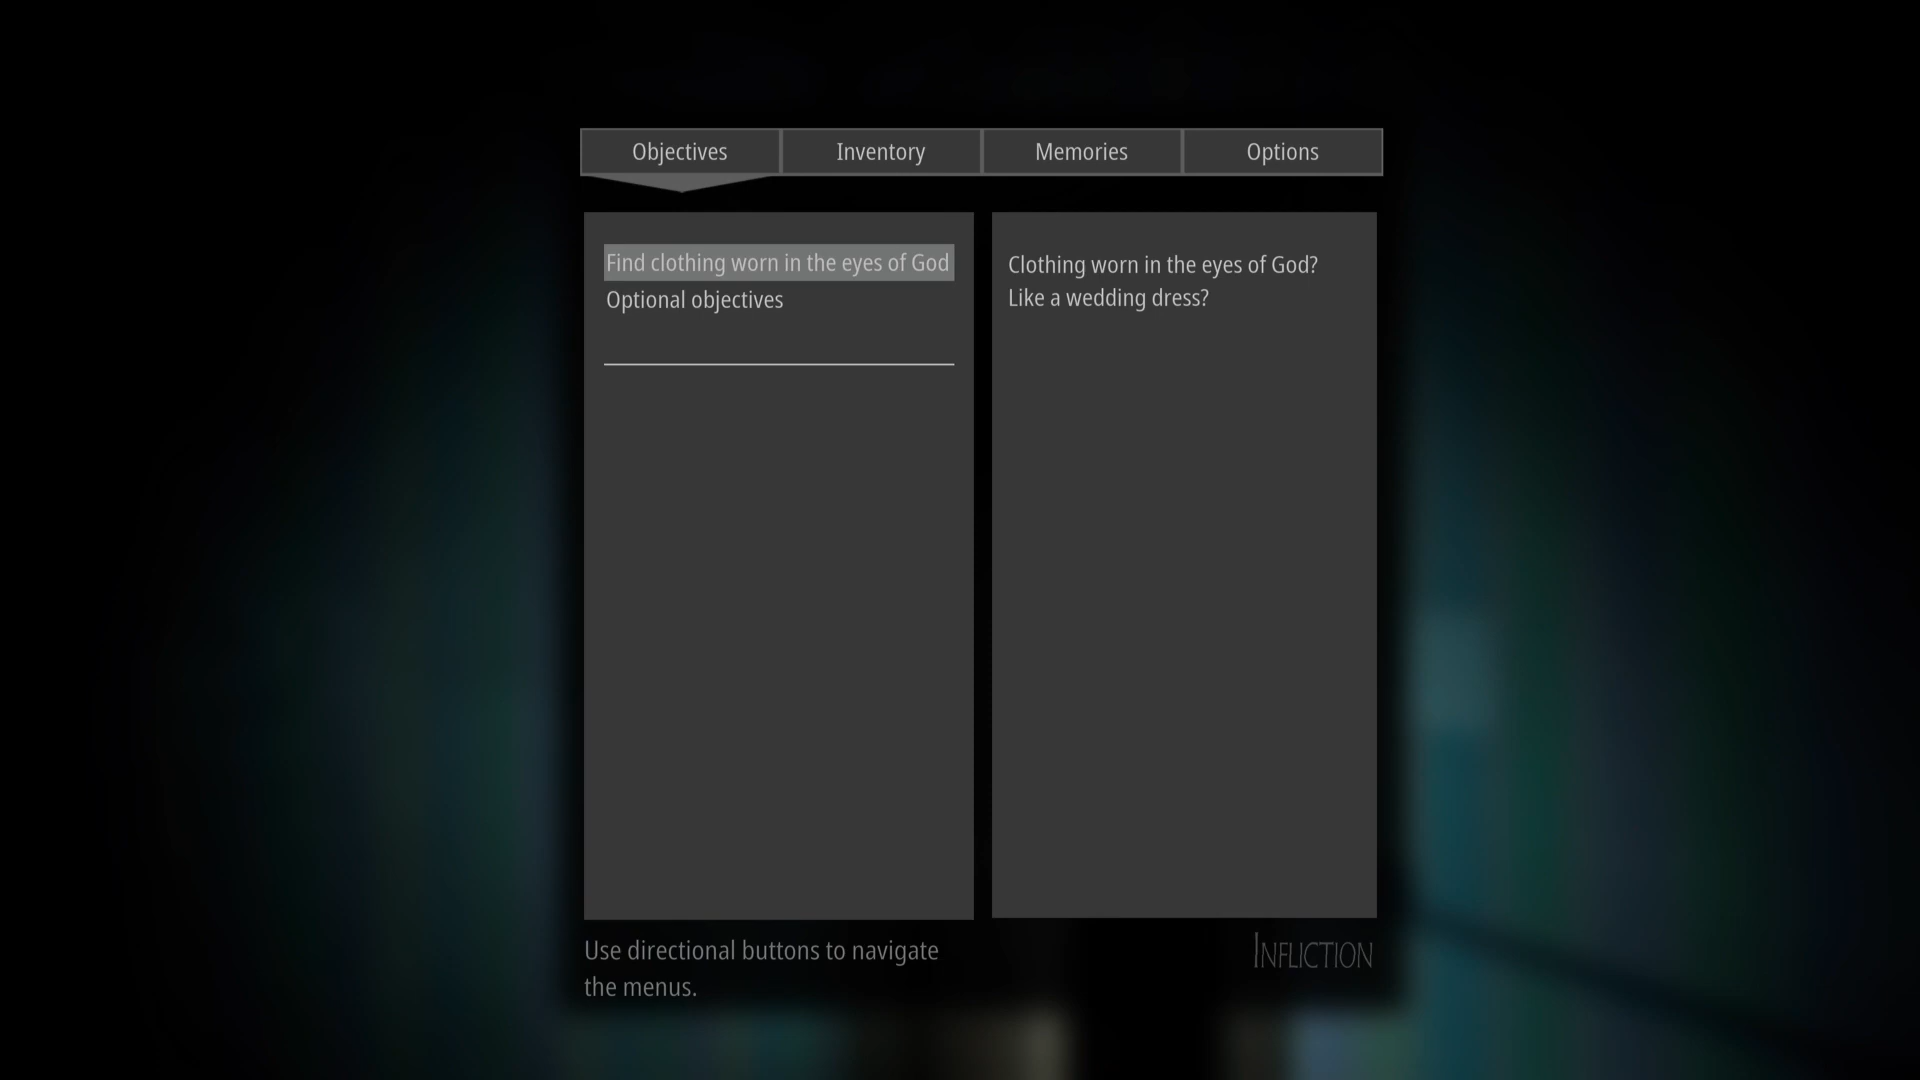 Objectives
Inventory
Memories
Options
Find clothing worn in the eyes of God
Optional objectives
Clothing worn in the eyes of God?
Like a wedding dress?
Use directional buttons to navigate
the menus.
INFLICTION